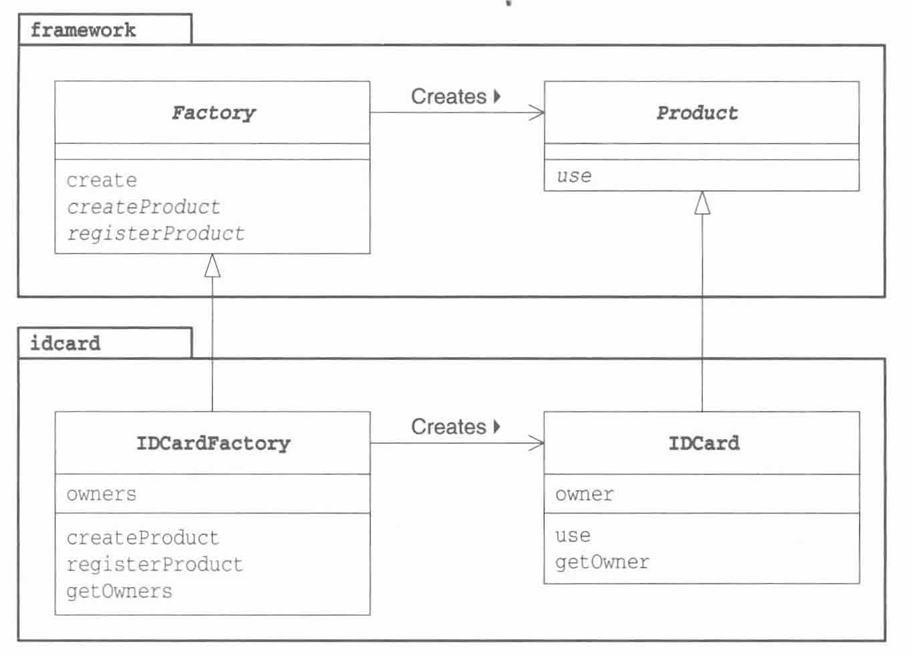 framework
Factory
Creates
Product
create
createProduct
registerProduct
use
idcard
IDCardFactory
Creates
IDCard
owners
owner
createProduct
registerProduct
getOwners
use
getOwner